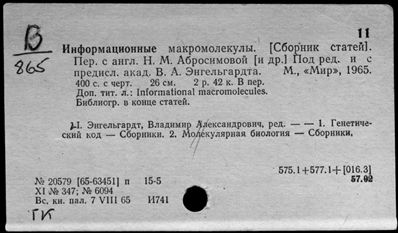 11
В
865
Информационные макромолекулы. [Сборник статей].
Пер. с англ. Н. М. Абросимовой [и др.] Под ред. и с
предисл. акад. В. А. Энгельгардта. М., «Мир», 1965.
400 с. с черт. 26 см. 2 р. 42 к. В пер.
Доп. тит. л.: Informational macromolecules.
Библиогр. в конце статей.
I. Энгельгардт, Владимир Александрович, ред. — — 1. Генетический
код — Сборники. 2. Молекулярная биология — Сборники.
575.1+577.1+[016.3]
57.02
№ 20579 [65-63451] п 15-5
XI № 347; № 6094
Вс. кн. пал. 7 VIII 65 И741
ГК